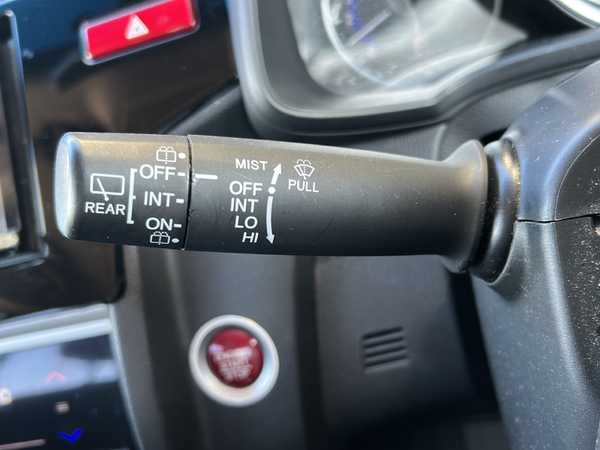 OFF
INT
REAR
ON
MIST
PULL
OFF
INT
LO
HI